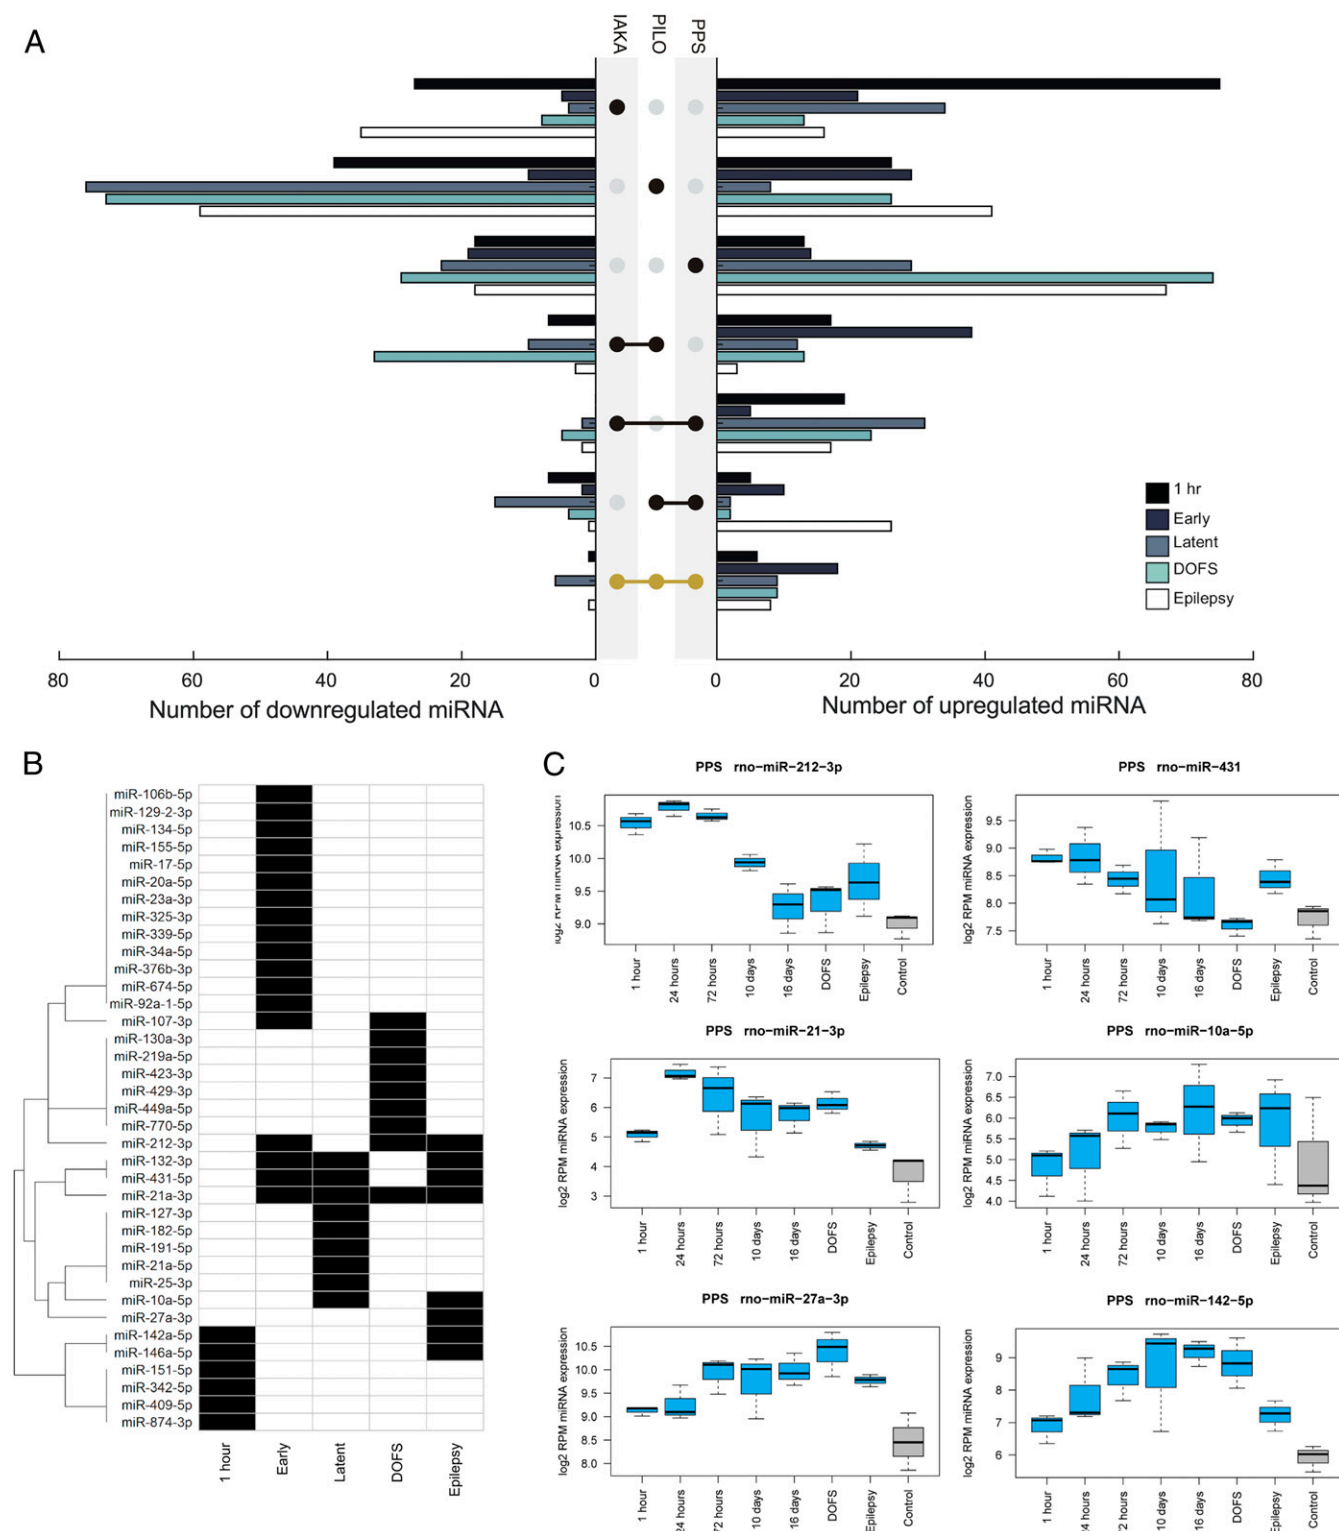 A
IAKA
PILO
PPS
1 hr
Early
Latent
DOFS
Epilepsy
80
60
40
20
0
0
20
40
60
80
Number of downregulated miRNA
Number of upregulated miRNA
B
miR-106b-5p
miR-129-2-3p
miR-134-5p
miR-155-5p
miR-17-5p
miR-20a-5p
miR-23a-3p
miR-325-3p
miR-339-5p
miR-34a-5p
miR-376b-3p
miR-674-5p
miR-92a-1-5p
miR-107-3p
miR-130a-3p
miR-219a-5p
miR-423-3p
miR-429-3p
miR-449a-5p
miR-770-5p
miR-212-3p
miR-132-3p
miR-431-5p
miR-21a-3p
miR-127-3p
miR-182-5p
miR-191-5p
miR-21a-5p
miR-25-3p
miR-10a-5p
miR-27a-3p
miR-142a-5p
miR-146a-5p
miR-151-5p
miR-342-5p
miR-409-5p
miR-874-3p
1 hour
Early
Latent
DOFS
Epilepsy
C
PPS rno-miR-212-3p
log2 RPM miRNA expression
10.5
10.0
9.5
9.0
1 hour
24 hours
72 hours
10 days
16 days
DOFS
Epilepsy
Control
PPS rno-miR-431
log2 RPM miRNA expression
9.5
9.0
8.5
8.0
7.5
1 hour
24 hours
72 hours
10 days
16 days
DOFS
Epilepsy
Control
PPS rno-miR-21-3p
log2 RPM miRNA expression
7
6
5
4
3
1 hour
24 hours
72 hours
10 days
16 days
DOFS
Epilepsy
Control
PPS rno-miR-10a-5p
log2 RPM miRNA expression
7.0
6.5
6.0
5.5
5.0
4.5
4.0
1 hour
24 hours
72 hours
10 days
16 days
DOFS
Epilepsy
Control
PPS rno-miR-27a-3p
log2 RPM miRNA expression
10.5
10.0
9.5
9.0
8.5
8.0
1 hour
24 hours
72 hours
10 days
16 days
DOFS
Epilepsy
Control
PPS rno-miR-142-5p
log2 RPM miRNA expression
9
8
7
6
1 hour
24 hours
72 hours
10 days
16 days
DOFS
Epilepsy
Control